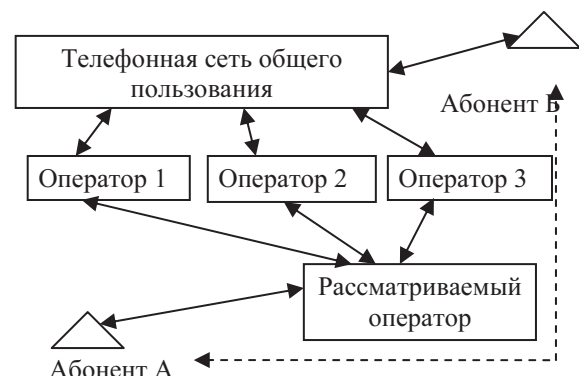 Телефонная сеть общего
пользования
Абонент Б
Оператор 1
Оператор 2
Оператор 3
Рассматриваемый
оператор
Абонент А